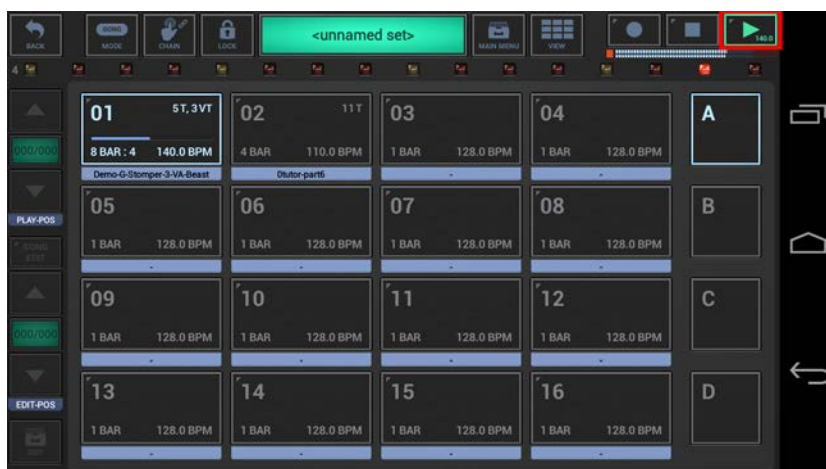 BACK
SONG
MODE
CHAIN
LOCK
<unnamed set>
MAIN MENU
VIEW
140.0
4
01 5T, 3VT
8 BAR : 4 140.0 BPM
Demo-G-Stomper-3-VA-Beast
02 11T
4 BAR 110.0 BPM
0tutor-part6
03
1 BAR 128.0 BPM
-
04
1 BAR 128.0 BPM
-
A
000/000
PLAY-POS
SONG
EDIT
05
1 BAR 128.0 BPM
-
06
1 BAR 128.0 BPM
-
07
1 BAR 128.0 BPM
-
08
1 BAR 128.0 BPM
-
B
09
1 BAR 128.0 BPM
-
10
1 BAR 128.0 BPM
-
11
1 BAR 128.0 BPM
-
12
1 BAR 128.0 BPM
-
C
000/000
EDIT-POS
13
1 BAR 128.0 BPM
-
14
1 BAR 128.0 BPM
-
15
1 BAR 128.0 BPM
-
16
1 BAR 128.0 BPM
-
D